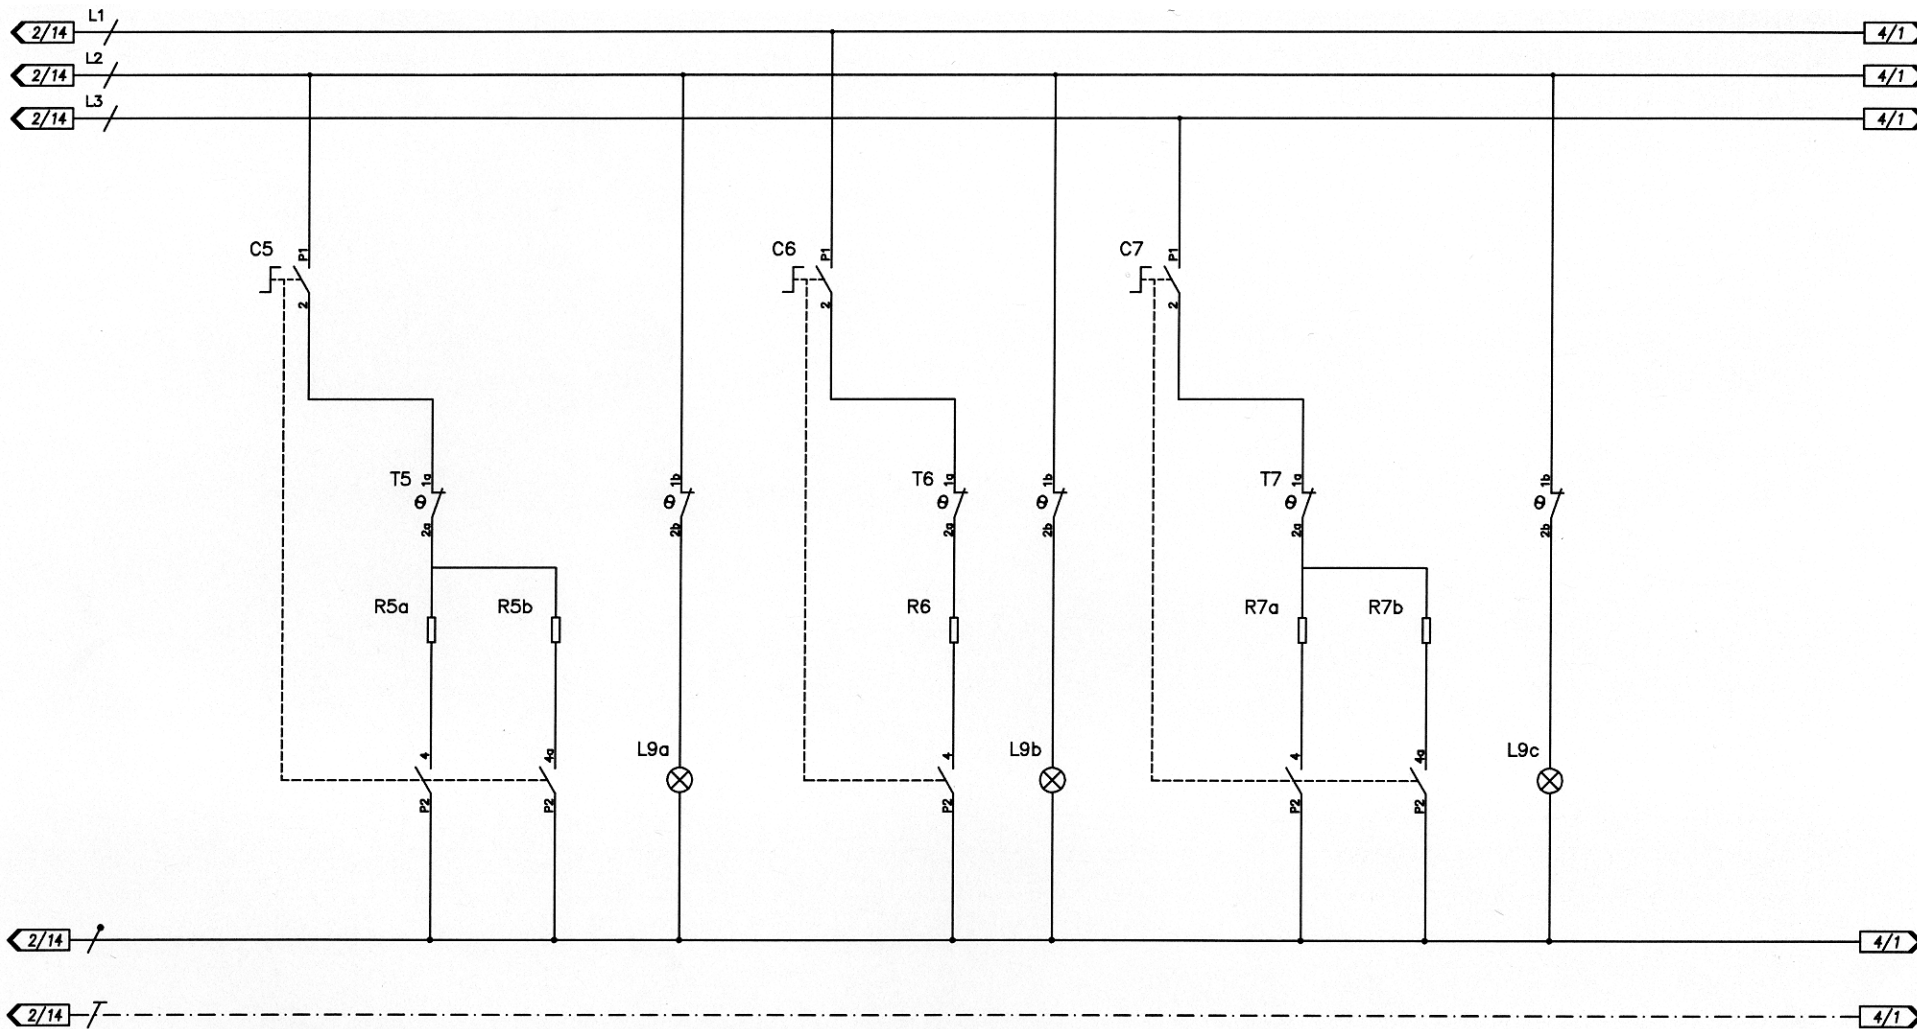 L1
2/14 4/1
L2
2/14 4/1
L3
2/14 4/1
C5 P1 C6 P1 C7 P1
2 2 2
T5 1a 1b T6 1a 1b T7 1a 1b
θ θ θ θ θ θ
2a 2b 2a 2b 2a 2b
R5a R5b R6 R7a R7b
4 4a L9a 4 L9b 4 4a L9c
P2 P2 P2 P2 P2
2/14 4/1
2/14 4/1